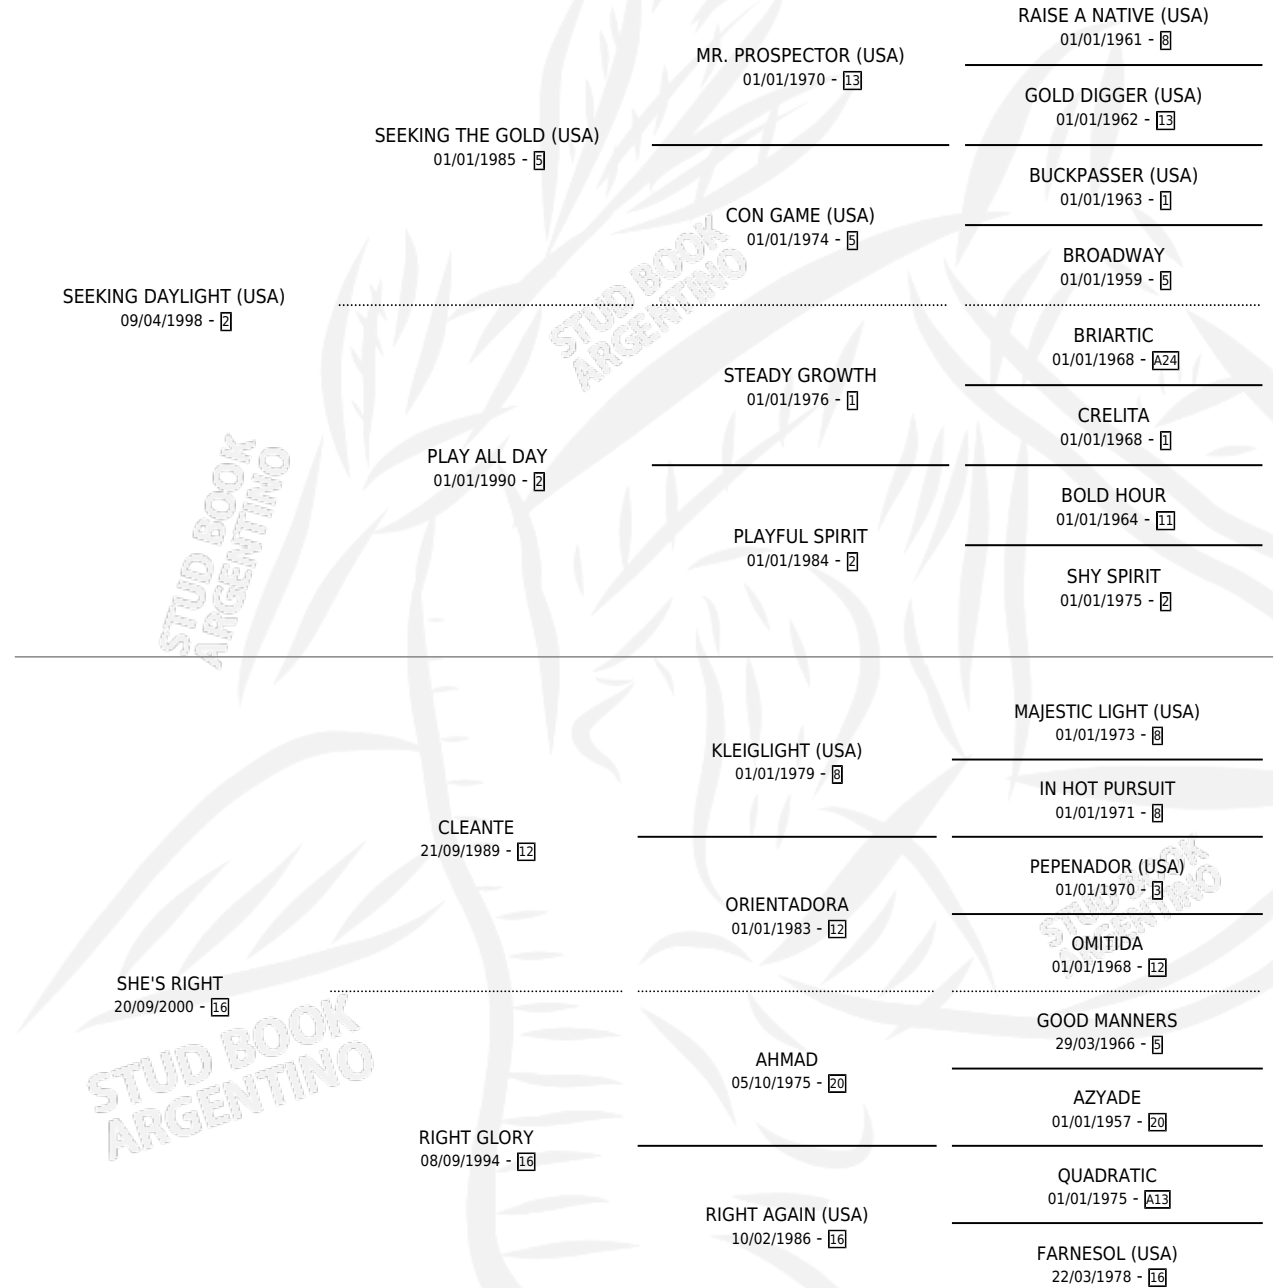 RAISE A NATIVE (USA)
01/01/1961 - 8
MR. PROSPECTOR (USA)
01/01/1970 - 13
GOLD DIGGER (USA)
01/01/1962 - 13
SEEKING THE GOLD (USA)
01/01/1985 - 5
BUCKPASSER (USA)
01/01/1963 - 1
CON GAME (USA)
01/01/1974 - 5
BROADWAY
01/01/1959 - 5
SEEKING DAYLIGHT (USA)
09/04/1998 - 2
BRIARTIC
01/01/1968 - A24
STEADY GROWTH
01/01/1976 - 1
CRELITA
01/01/1968 - 1
PLAY ALL DAY
01/01/1990 - 2
BOLD HOUR
01/01/1964 - 11
PLAYFUL SPIRIT
01/01/1984 - 2
SHY SPIRIT
01/01/1975 - 2
STUD BOOK
ARGENTINO
STUD BOOK
ARGENTINO
MAJESTIC LIGHT (USA)
01/01/1973 - 8
KLEIGLIGHT (USA)
01/01/1979 - 8
IN HOT PURSUIT
01/01/1971 - 8
CLEANTE
21/09/1989 - 12
PEPENADOR (USA)
01/01/1970 - 3
ORIENTADORA
01/01/1983 - 12
OMITIDA
01/01/1968 - 12
SHE'S RIGHT
20/09/2000 - 16
GOOD MANNERS
29/03/1966 - 5
AHMAD
05/10/1975 - 20
AZYADE
01/01/1957 - 20
RIGHT GLORY
08/09/1994 - 16
QUADRATIC
01/01/1975 - A13
RIGHT AGAIN (USA)
10/02/1986 - 16
FARNESOL (USA)
22/03/1978 - 16
STUD BOOK
ARGENTINO
STUD BOOK
ARGENTINO